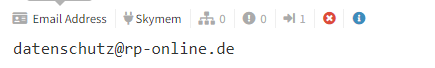 Email Address Skymem 0 0 1
datenschutz@rp-online.de